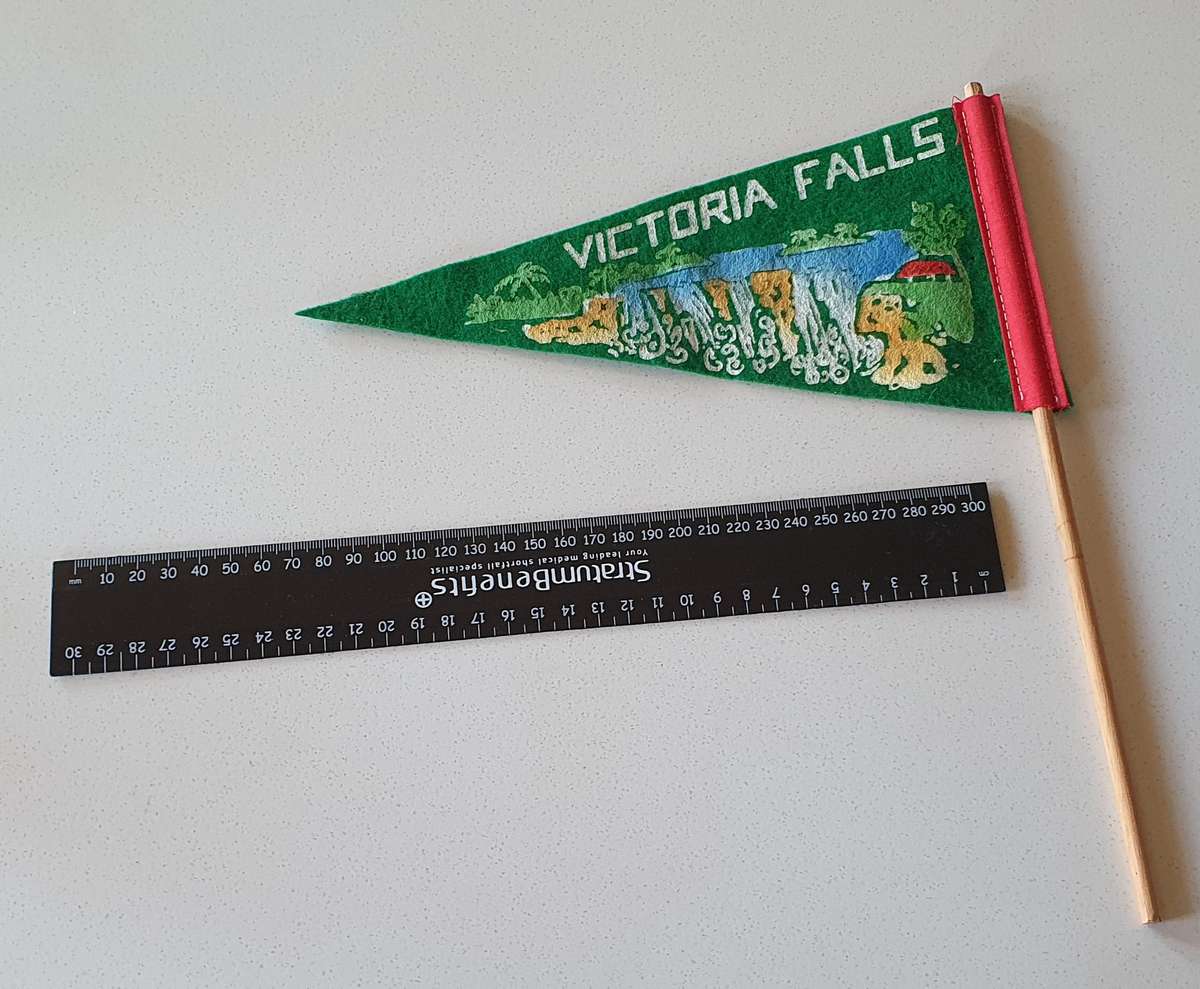 VICTORIA FALLS
mm 10 20 30 40 50 60 70 80 90 100 110 120 130 140 150 160 170 180 190 200 210 220 230 240 250 260 270 280 290 300
Your leading medical shortfall specialist
StratumBenefits
30 29 28 27 26 25 24 23 22 21 20 19 18 17 16 15 14 13 12 11 10 9 8 7 6 5 4 3 2 1 cm